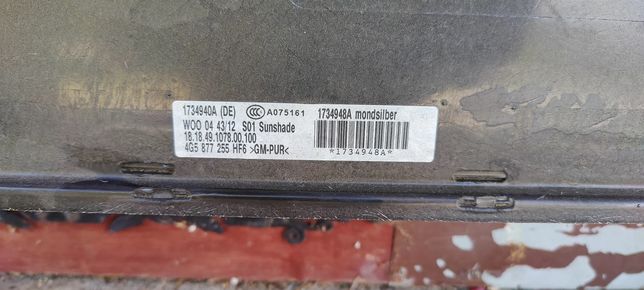 1734940A (DE) CCC A075161 1734948A mondsilber
WOO 04 43/12 S01 Sunshade
18.18.49.1078.00.100
4G5 877 255 HF6 >GM-PUR< *1734948A*